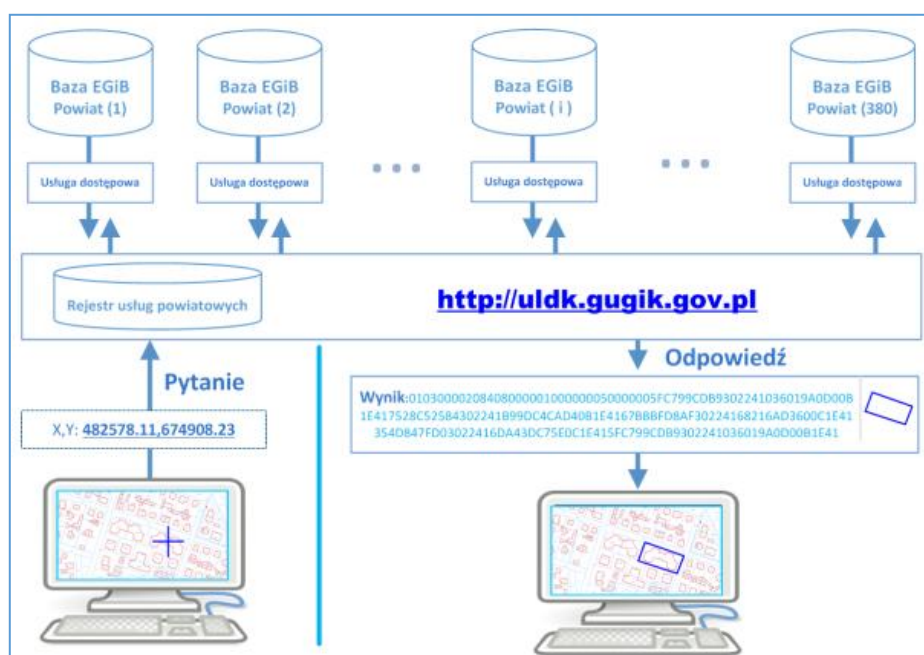 Baza EGiB
Powiat (1)
Baza EGiB
Powiat (2)
Baza EGiB
Powiat ( i )
Baza EGiB
Powiat (380)
Usługa dostępowa
Usługa dostępowa
...
Usługa dostępowa
...
Usługa dostępowa
Rejestr usług powiatowych
http://uldk.gugik.gov.pl
Pytanie
X,Y: 482578.11,674908.23
Odpowiedź
Wynik:01030000208408000001000000050000005FC799CDB9302241036019A0D00B
1E417528C525B4302241B99DC4CAD40B1E4167BBBFD8AF30224168216AD3600C1E41
354D847FD03022416DA43DC75E0C1E415FC799CDB9302241036019A0D00B1E41